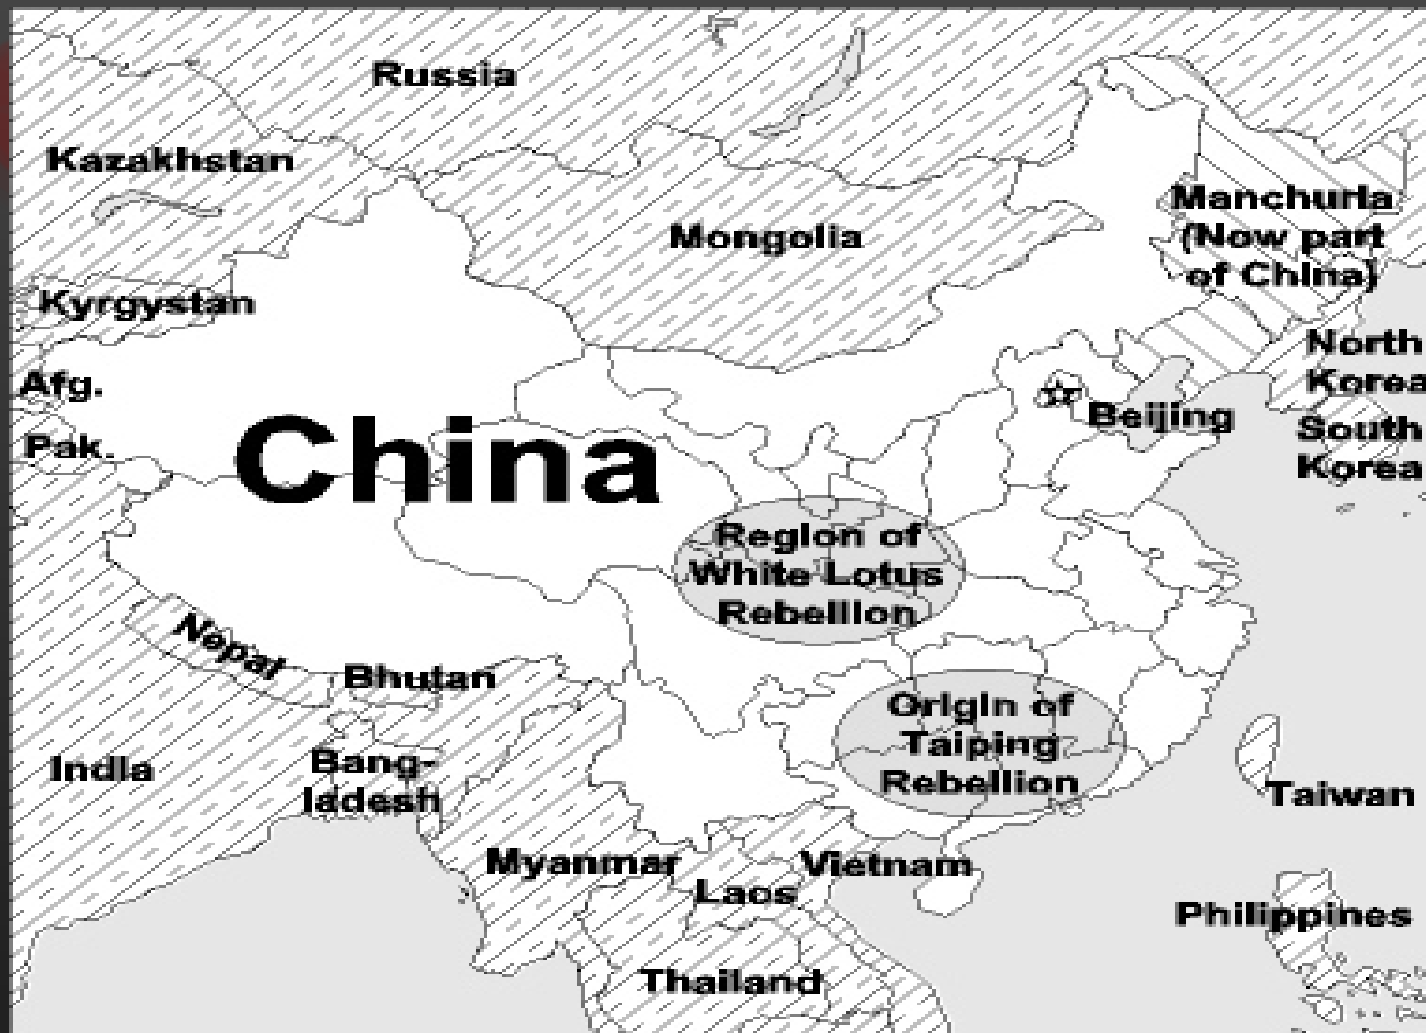 Russia
Kazakhstan
Mongolia
Manchuria
(Now part
of China)
Kyrgystan
North
Korea
Afg.
Beijing
South
Korea
Pak.
China
Region of
White Lotus
Rebellion
Nepal
Bhutan
Origin of
Taiping
Rebellion
India
Bang-
ladesh
Taiwan
Myanmar
Vietnam
Laos
Philippines
Thailand